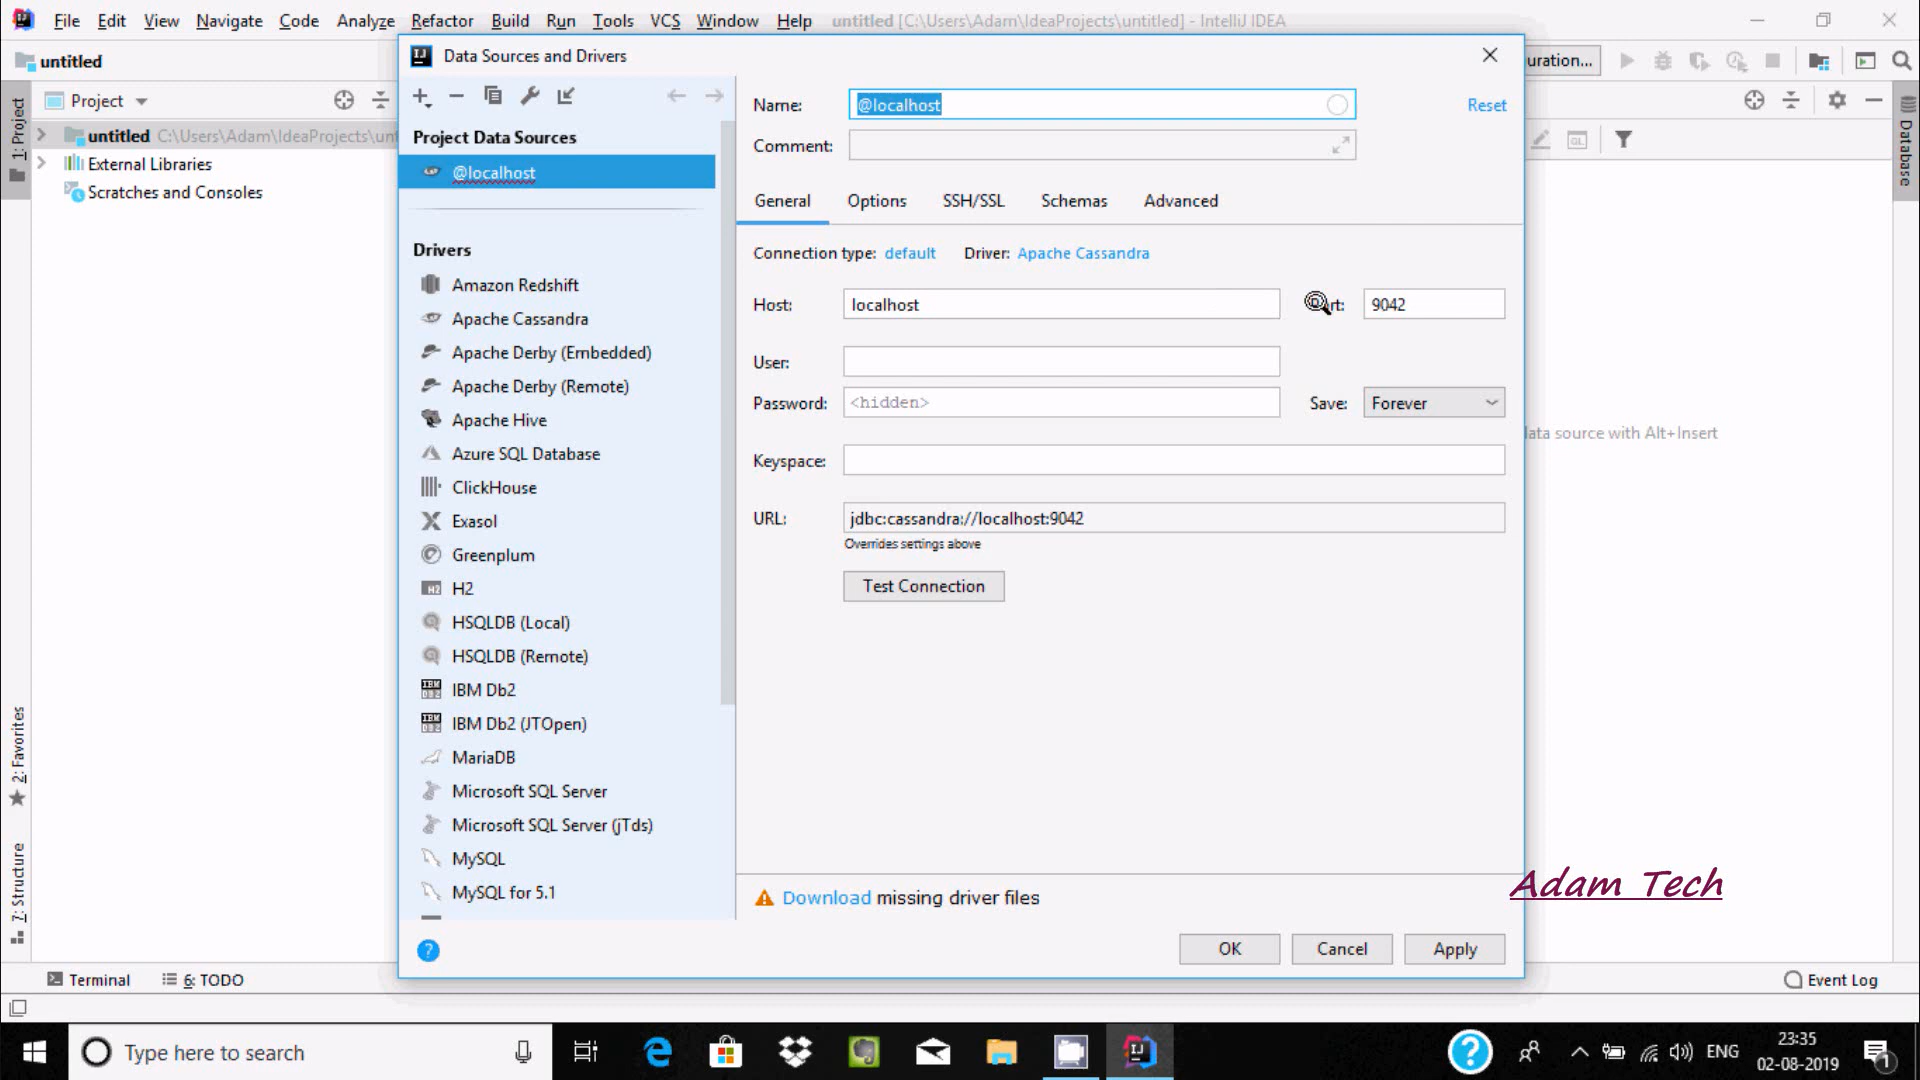 File Edit View Navigate Code Analyze Refactor Build Run Tools VCS Window Help untitled [C:\Users\Adam\IdeaProjects\untitled] - IntelliJ IDEA
untitled
uration...
Project
1: Project
untitled C:\Users\Adam\IdeaProjects\unt
External Libraries
Scratches and Consoles
2: Favorites
7: Structure
Data Sources and Drivers
Project Data Sources
@localhost
Drivers
Amazon Redshift
Apache Cassandra
Apache Derby (Embedded)
Apache Derby (Remote)
Apache Hive
Azure SQL Database
ClickHouse
Exasol
Greenplum
H2
HSQLDB (Local)
HSQLDB (Remote)
IBM Db2
IBM Db2 (JTOpen)
MariaDB
Microsoft SQL Server
Microsoft SQL Server (jTds)
MySQL
MySQL for 5.1
Name: @localhost Reset
Comment:
General Options SSH/SSL Schemas Advanced
Connection type: default Driver: Apache Cassandra
Host: localhost rt: 9042
User:
Password: <hidden> Save: Forever
Keyspace:
URL: jdbc:cassandra://localhost:9042
Overrides settings above
Test Connection
Download missing driver files
OK Cancel Apply
Database
data source with Alt+Insert
Adam Tech
Terminal 6: TODO Event Log
Type here to search
ENG
23:35
02-08-2019
1